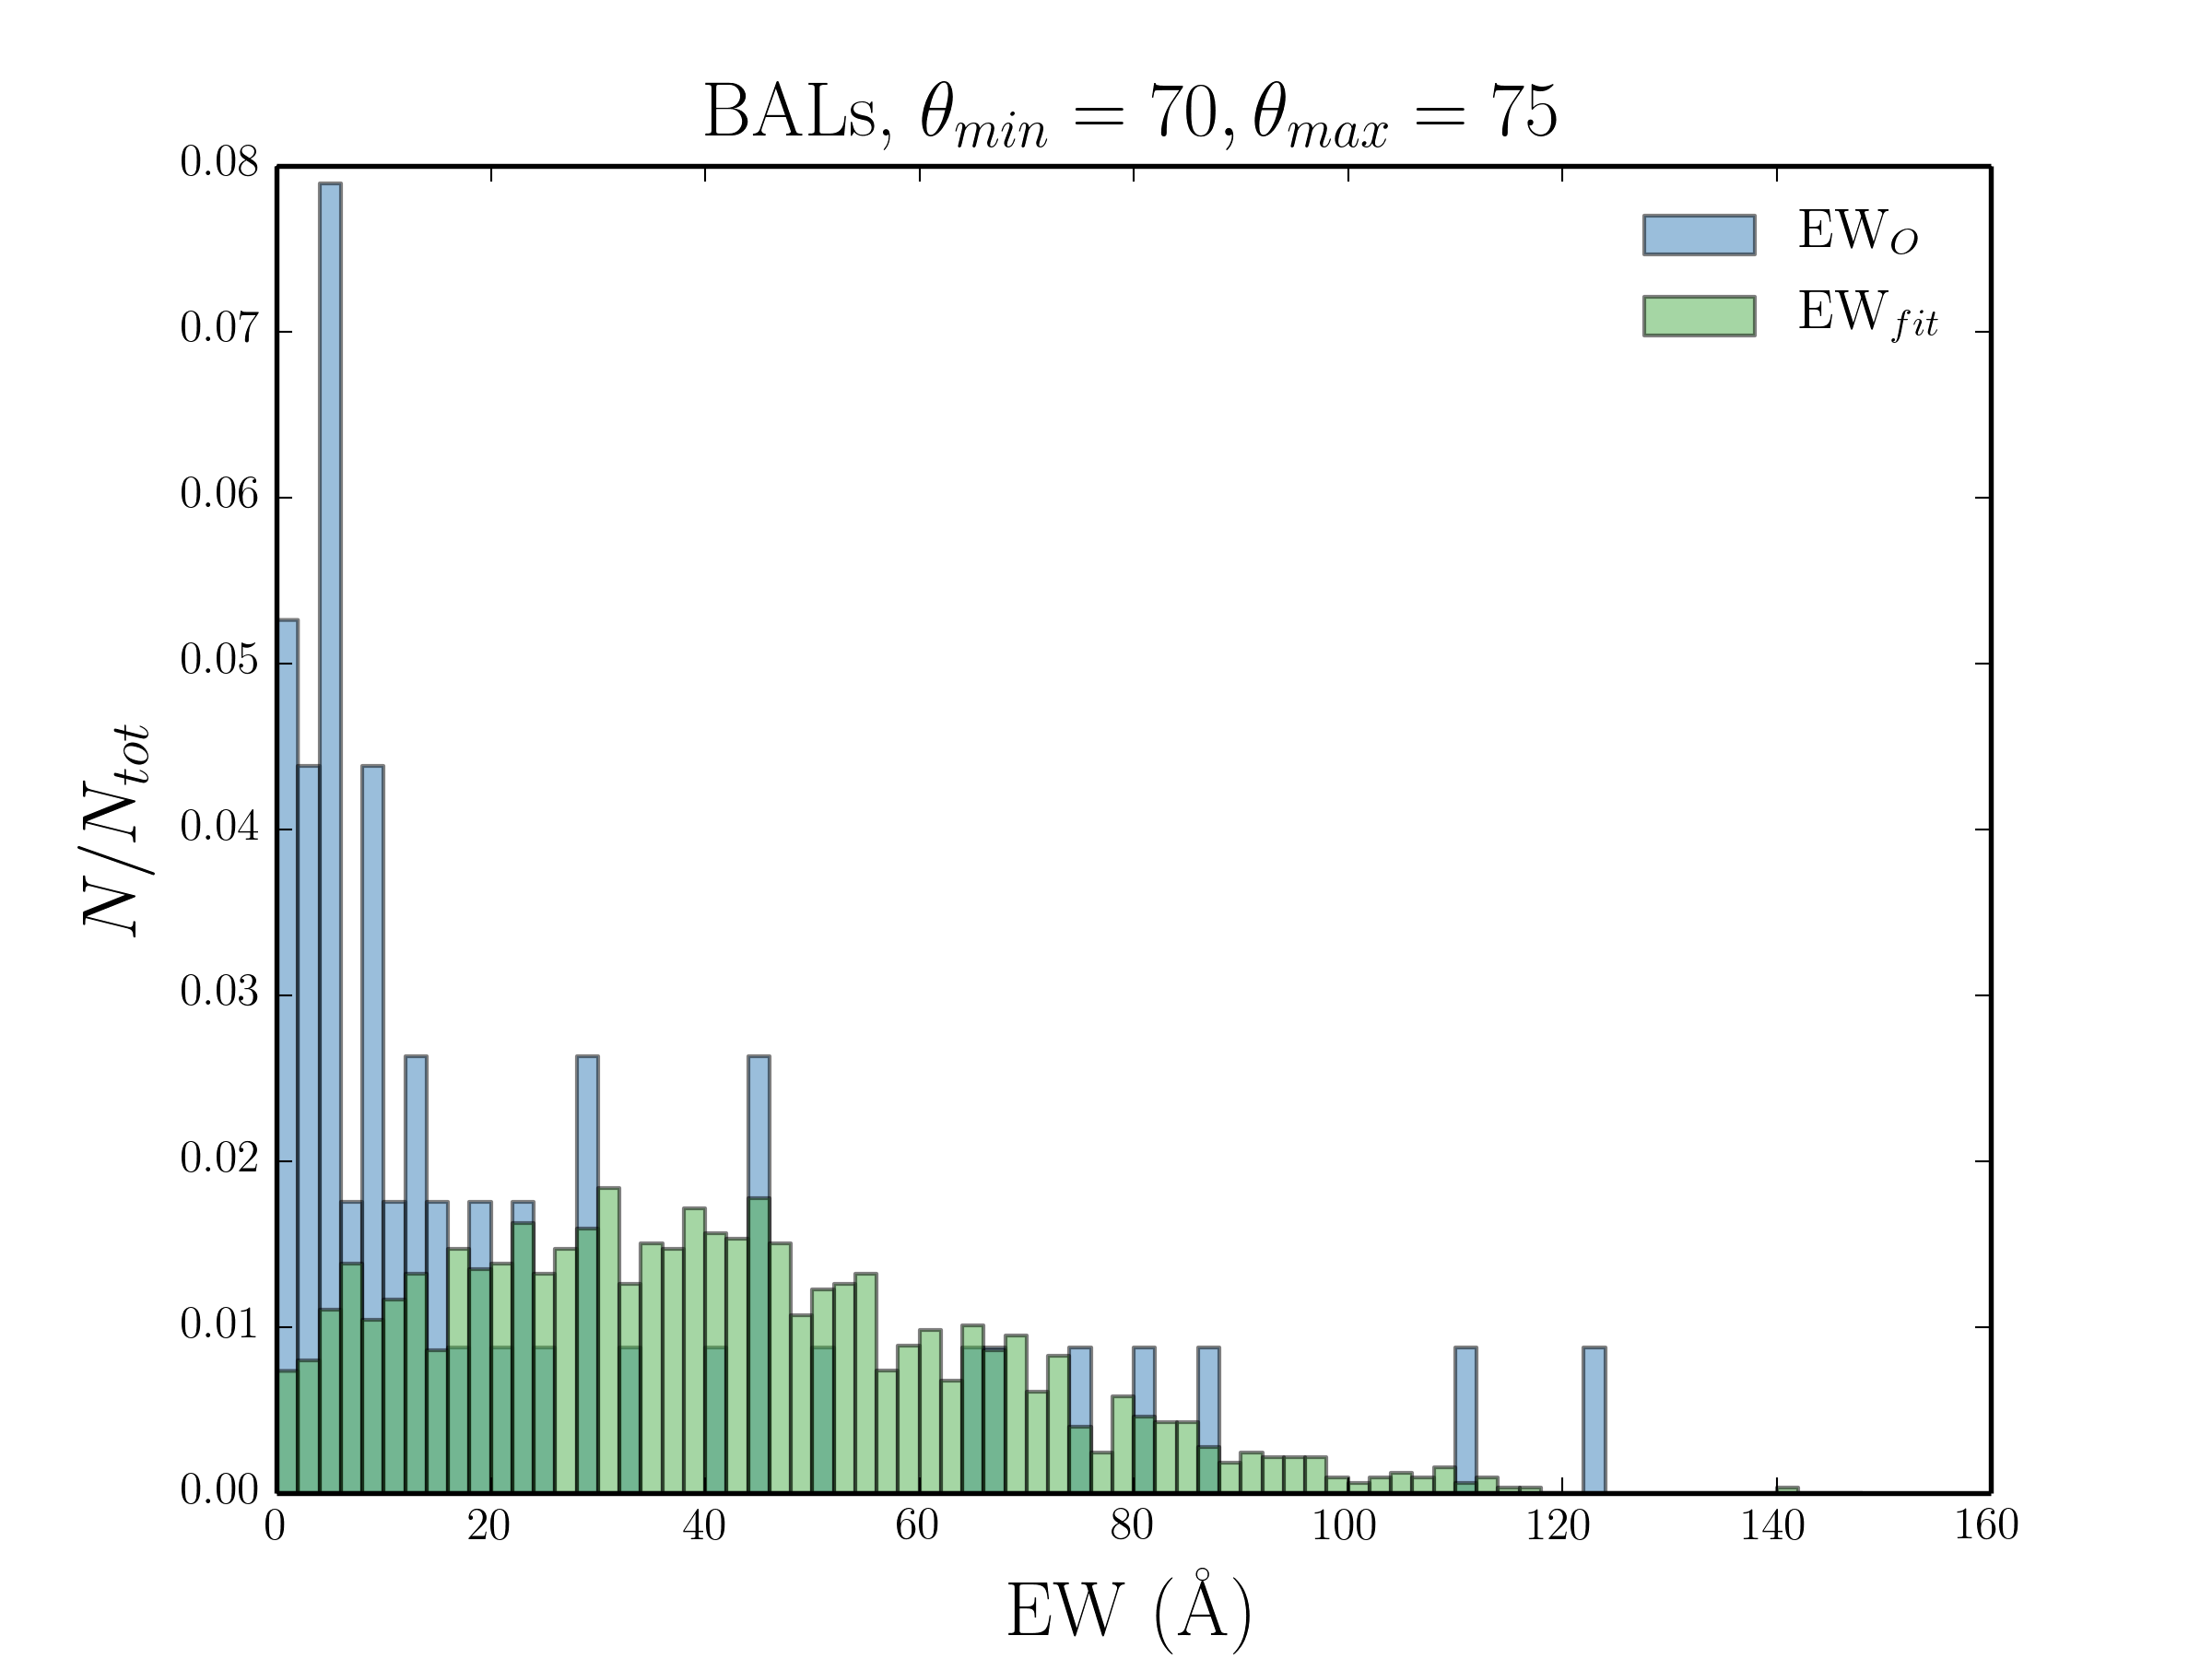 BALs, θ_min = 70, θ_max = 75
EW_O
EW_fit
N/N_tot
0.08
0.07
0.06
0.05
0.04
0.03
0.02
0.01
0.00
0 20 40 60 80 100 120 140 160
EW (Å)